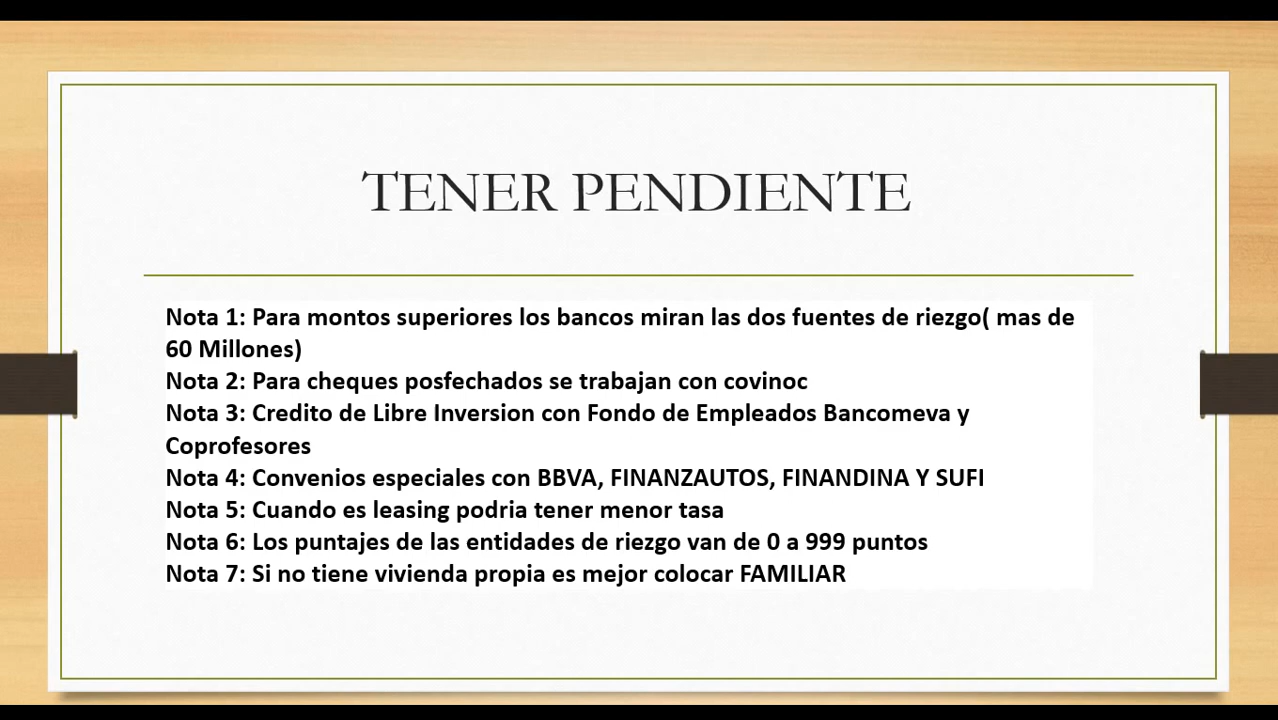 TENER PENDIENTE
Nota 1: Para montos superiores los bancos miran las dos fuentes de riezgo( mas de
60 Millones)
Nota 2: Para cheques posfechados se trabajan con covinoc
Nota 3: Credito de Libre Inversion con Fondo de Empleados Bancomeva y
Coprofesores
Nota 4: Convenios especiales con BBVA, FINANZAUTOS, FINANDINA Y SUFI
Nota 5: Cuando es leasing podria tener menor tasa
Nota 6: Los puntajes de las entidades de riezgo van de 0 a 999 puntos
Nota 7: Si no tiene vivienda propia es mejor colocar FAMILIAR